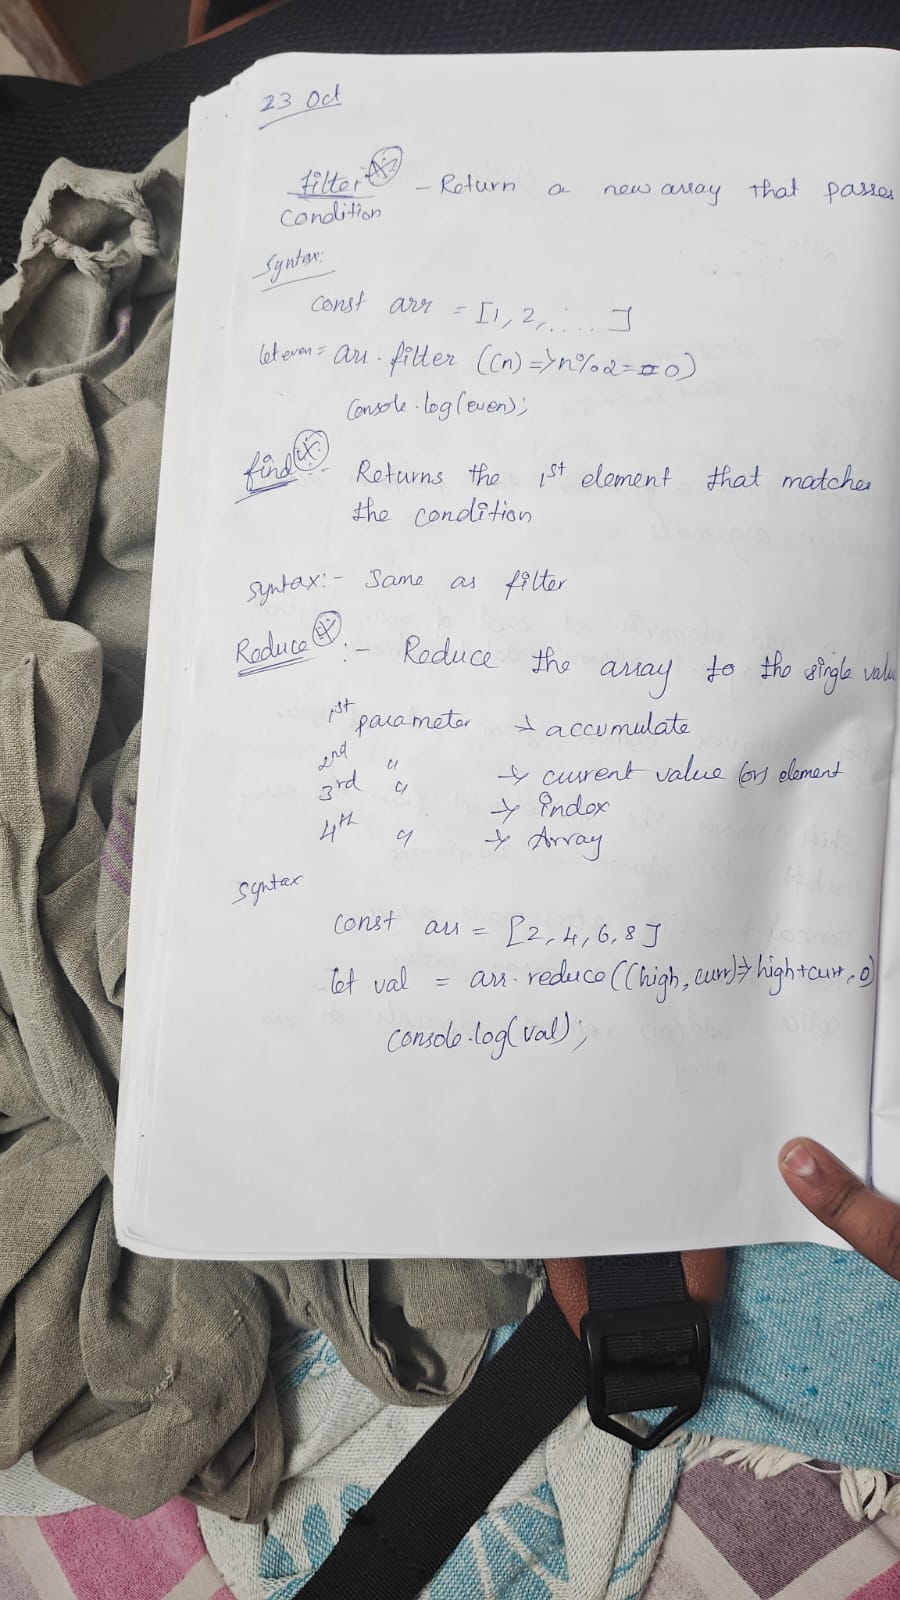 23 Oct
Filter - Return a new array that passes
Condition
Syntax:
const arr = [1, 2, .... ]
let even = arr.filter ((n) => n%2==0)
Console.log(even);
find :- Returns the 1st element that matches
the condition
Syntax:- Same as filter
Reduce :- Reduce the array to the single value
1st parameter → accumulate
2nd " → current value (or) element
3rd " → index
4th " → Array
Syntax
const arr = [2, 4, 6, 8]
let val = arr.reduce((high, curr)=>high+curr, 0)
console.log(val);